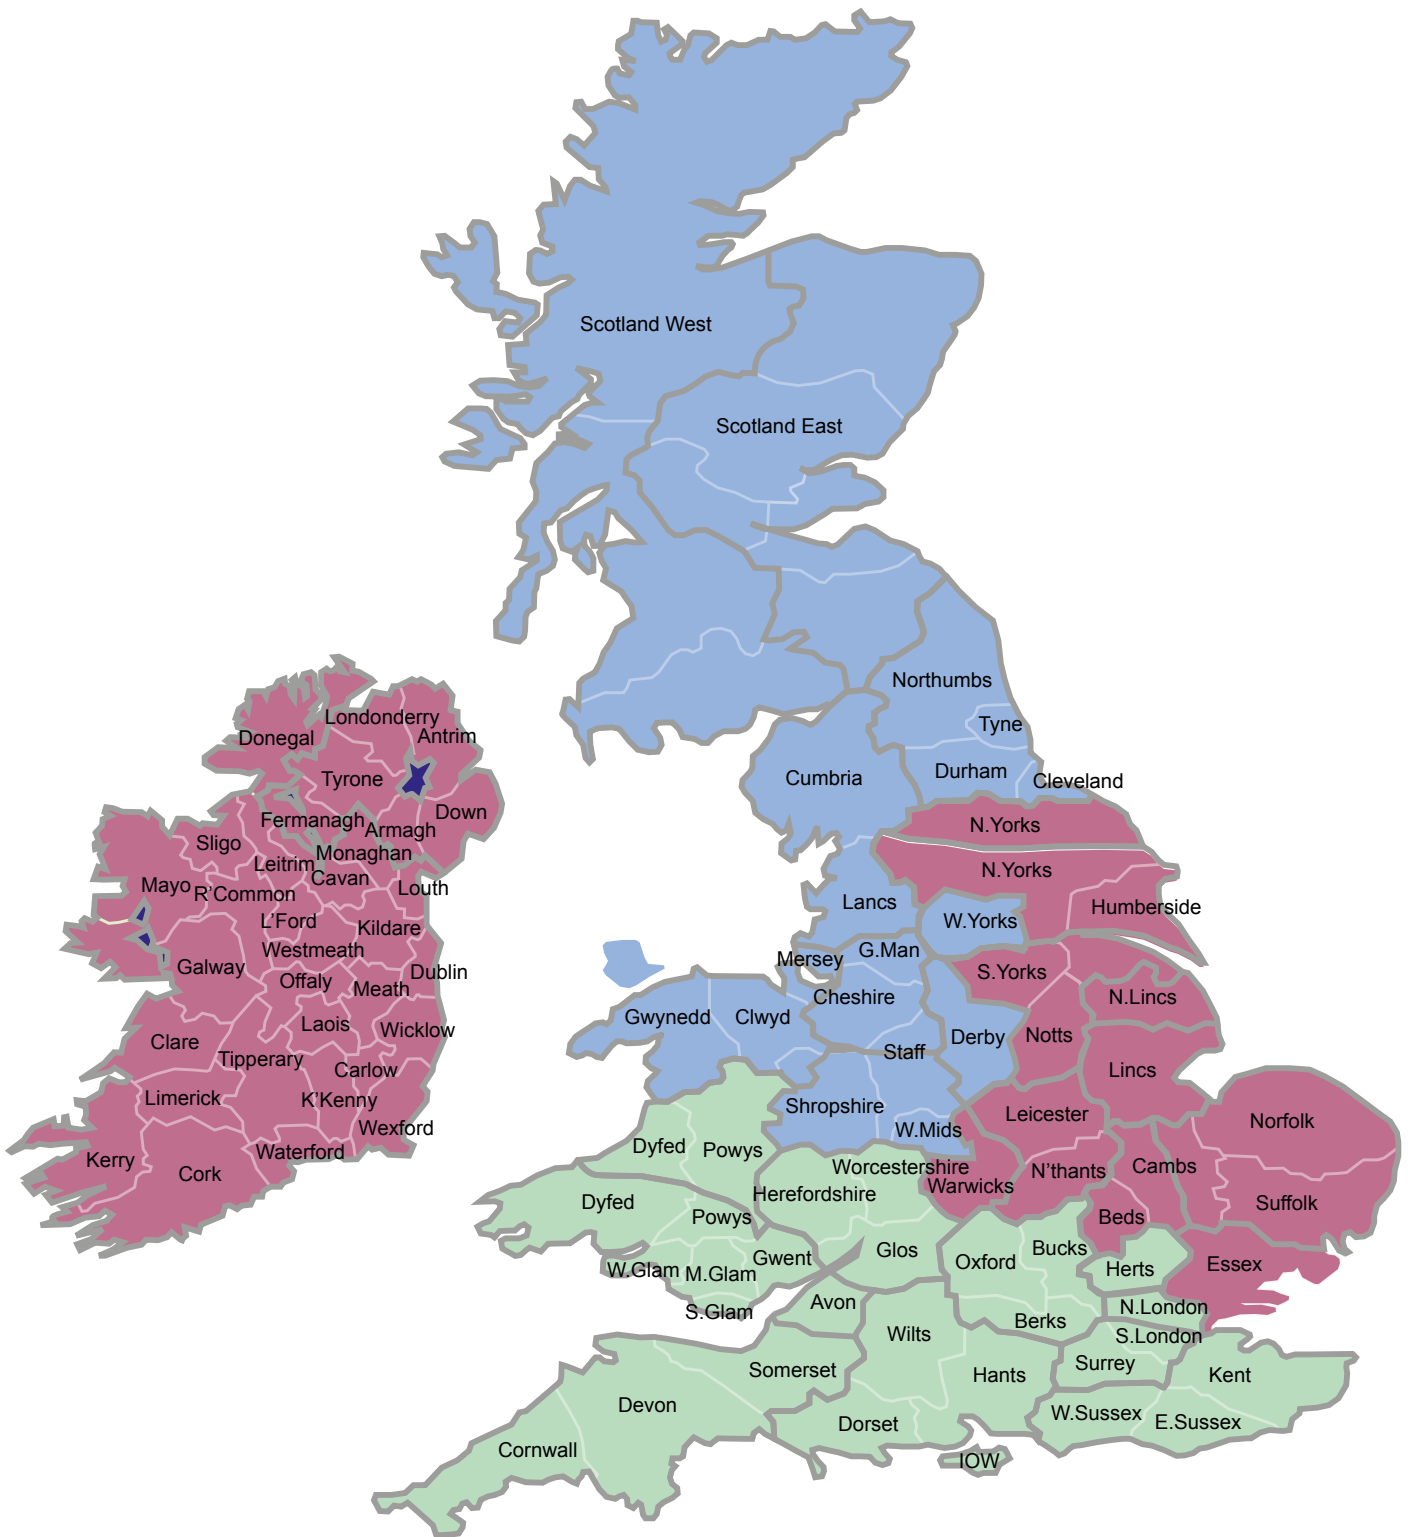 Scotland West
Scotland East
Northumbs
Tyne
Cumbria
Durham
Cleveland
N.Yorks
N.Yorks
Lancs
W.Yorks
Humberside
Mersey
G.Man
S.Yorks
Cheshire
N.Lincs
Gwynedd
Clwyd
Derby
Notts
Staff
Lincs
Shropshire
Leicester
W.Mids
Norfolk
Dyfed
Powys
Worcestershire
Warwicks
N'thants
Cambs
Herefordshire
Dyfed
Powys
Beds
Suffolk
Gwent
Glos
Oxford
Bucks
Herts
Essex
W.Glam
M.Glam
S.Glam
Avon
N.London
Berks
S.London
Wilts
Somerset
Hants
Surrey
Kent
Devon
Dorset
W.Sussex
E.Sussex
Cornwall
IOW
Londonderry
Donegal
Antrim
Tyrone
Down
Fermanagh
Armagh
Sligo
Monaghan
Leitrim
Cavan
Mayo
R'Common
Louth
L'Ford
Kildare
Westmeath
Galway
Offaly
Dublin
Meath
Laois
Wicklow
Clare
Tipperary
Carlow
Limerick
K'Kenny
Wexford
Waterford
Kerry
Cork